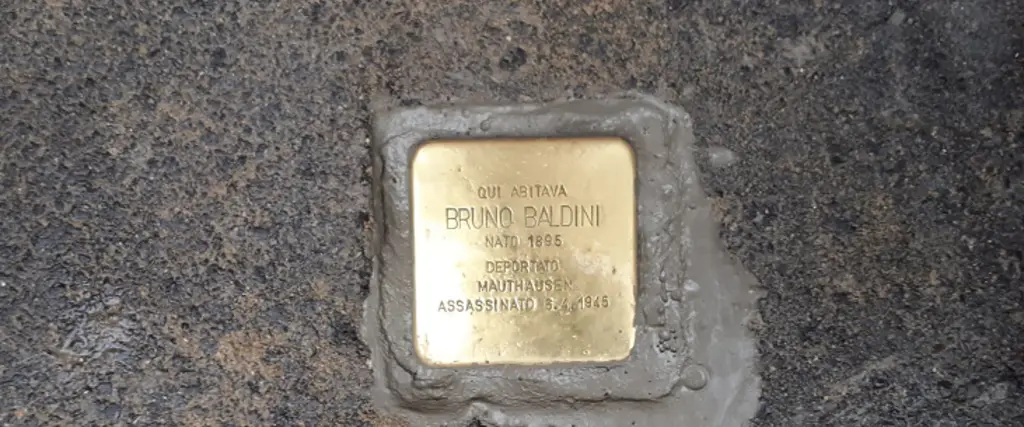 QUI ABITAVA
BRUNO BALDINI
NATO 1895
DEPORTATO
MAUTHAUSEN
ASSASSINATO 6.4.1945